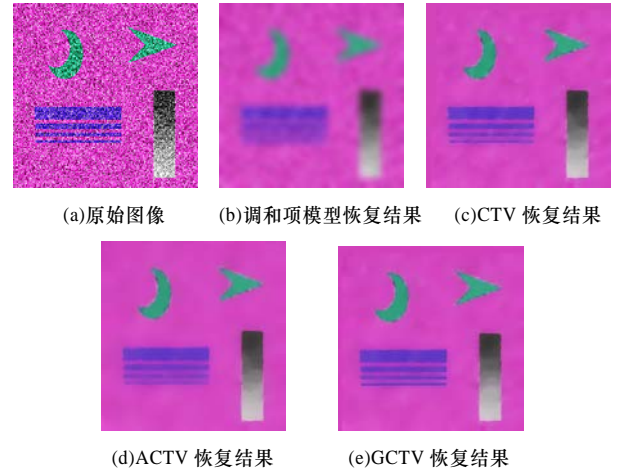 (a)原始图像
(b)调和项模型恢复结果
(c)CTV 恢复结果
(d)ACTV 恢复结果
(e)GCTV 恢复结果